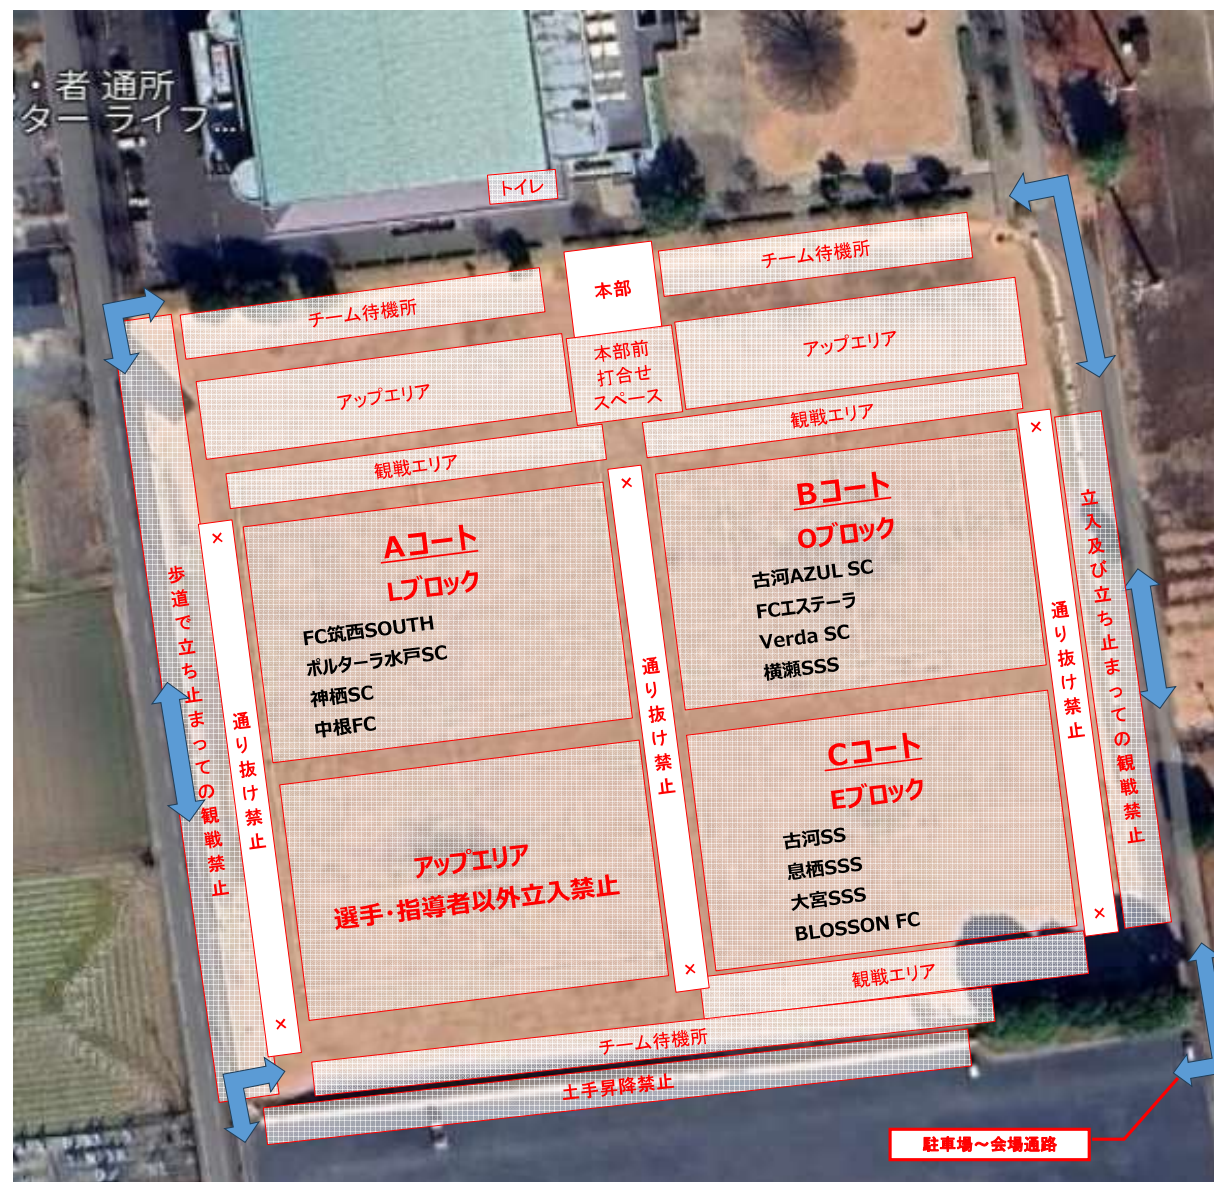 ・者 通所
ター ライフ...
トイレ
チーム待機所
本部
チーム待機所
本部前
打合せ
スペース
アップエリア
アップエリア
観戦エリア
観戦エリア
×
×
×
Aコート
Lブロック
FC筑西SOUTH
ポルターラ水戸SC
神栖SC
中根FC
Bコート
Oブロック
古河AZUL SC
FCエステーラ
Verda SC
横瀬SSS
歩道で立ち止まっての観戦禁止
通り抜け禁止
通り抜け禁止
通り抜け禁止
立入及び立ち止まっての観戦禁止
アップエリア
選手・指導者以外立入禁止
Cコート
Eブロック
古河SS
息栖SSS
大宮SSS
BLOSSON FC
×
×
×
観戦エリア
チーム待機所
土手昇降禁止
駐車場～会場通路